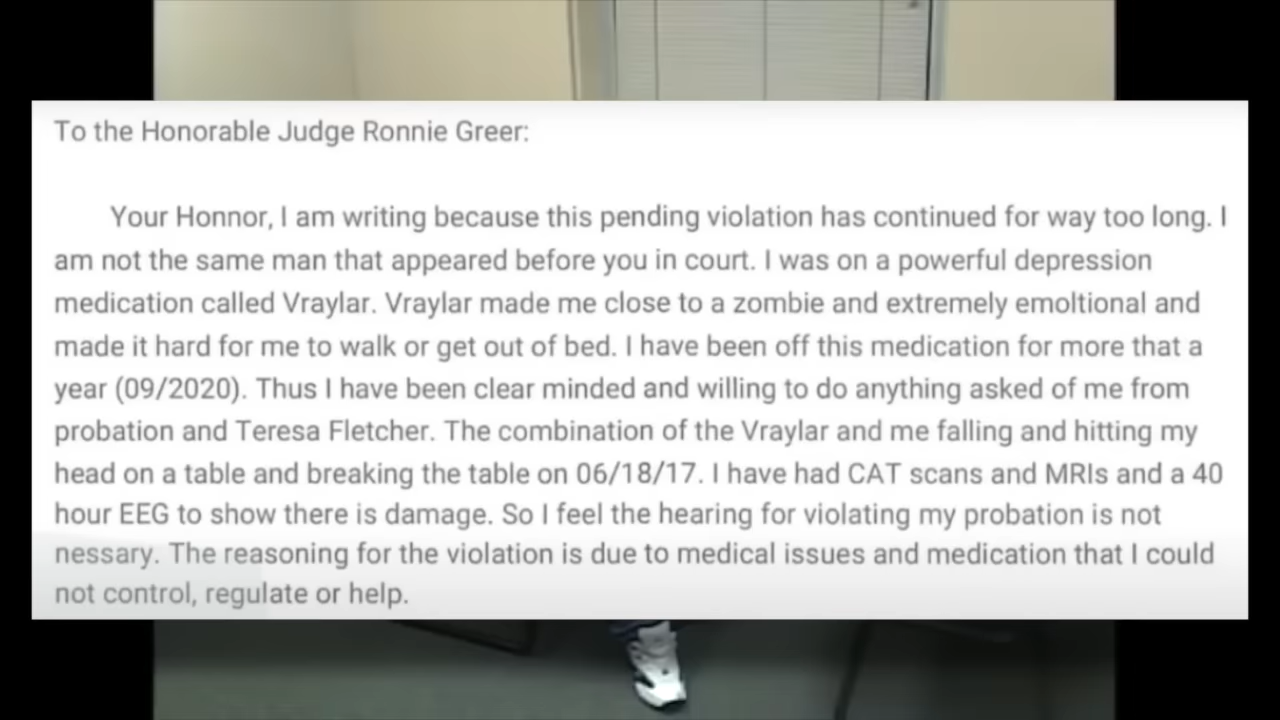 To the Honorable Judge Ronnie Greer:
Your Honnor, I am writing because this pending violation has continued for way too long. I
am not the same man that appeared before you in court. I was on a powerful depression
medication called Vraylar. Vraylar made me close to a zombie and extremely emoltional and
made it hard for me to walk or get out of bed. I have been off this medication for more that a
year (09/2020). Thus I have been clear minded and willing to do anything asked of me from
probation and Teresa Fletcher. The combination of the Vraylar and me falling and hitting my
head on a table and breaking the table on 06/18/17. I have had CAT scans and MRIs and a 40
hour EEG to show there is damage. So I feel the hearing for violating my probation is not
nessary. The reasoning for the violation is due to medical issues and medication that I could
not control, regulate or help.